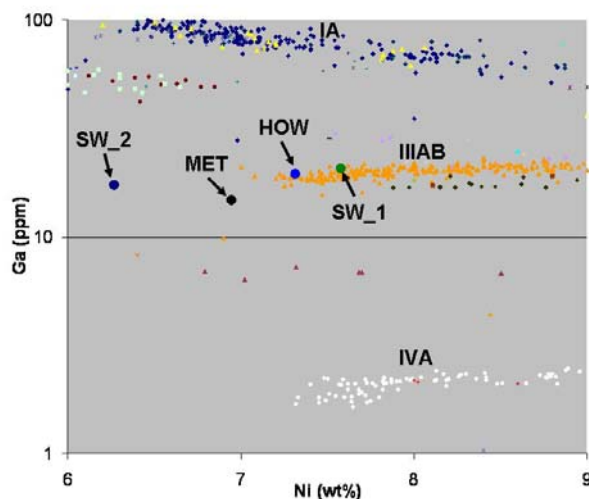 100
IA
SW_2
HOW
IIIAB
MET
SW_1
10
Ga (ppm)
IVA
1
6
7
8
9
Ni (wt%)